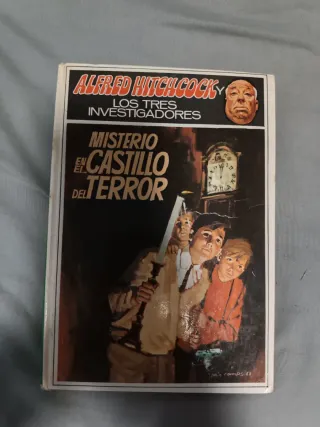 ALFRED HITCHCOCK Y
LOS TRES
INVESTIGADORES
MISTERIO
EN EL CASTILLO
DEL TERROR